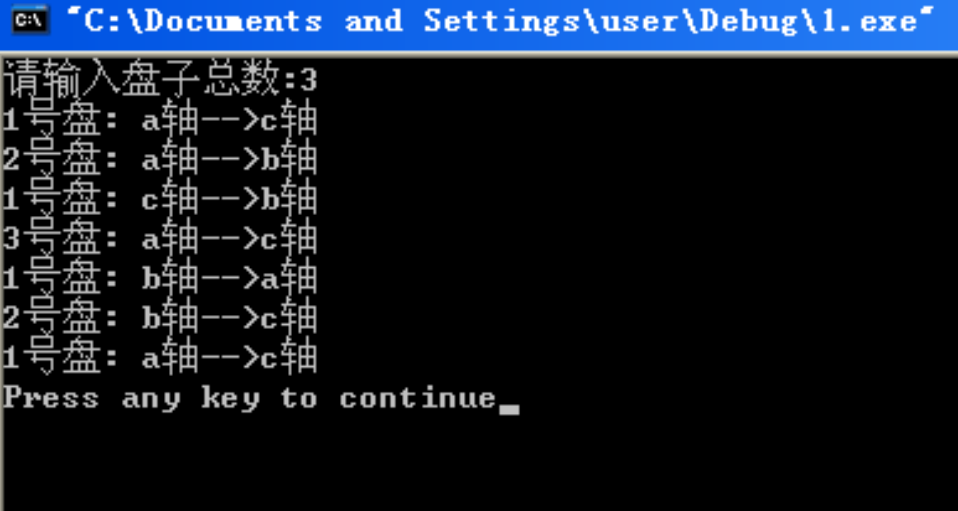 "C:\Documents and Settings\user\Debug\1.exe"
请输入盘子总数:3
1号盘: a轴-->c轴
2号盘: a轴-->b轴
1号盘: c轴-->b轴
3号盘: a轴-->c轴
1号盘: b轴-->a轴
2号盘: b轴-->c轴
1号盘: a轴-->c轴
Press any key to continue